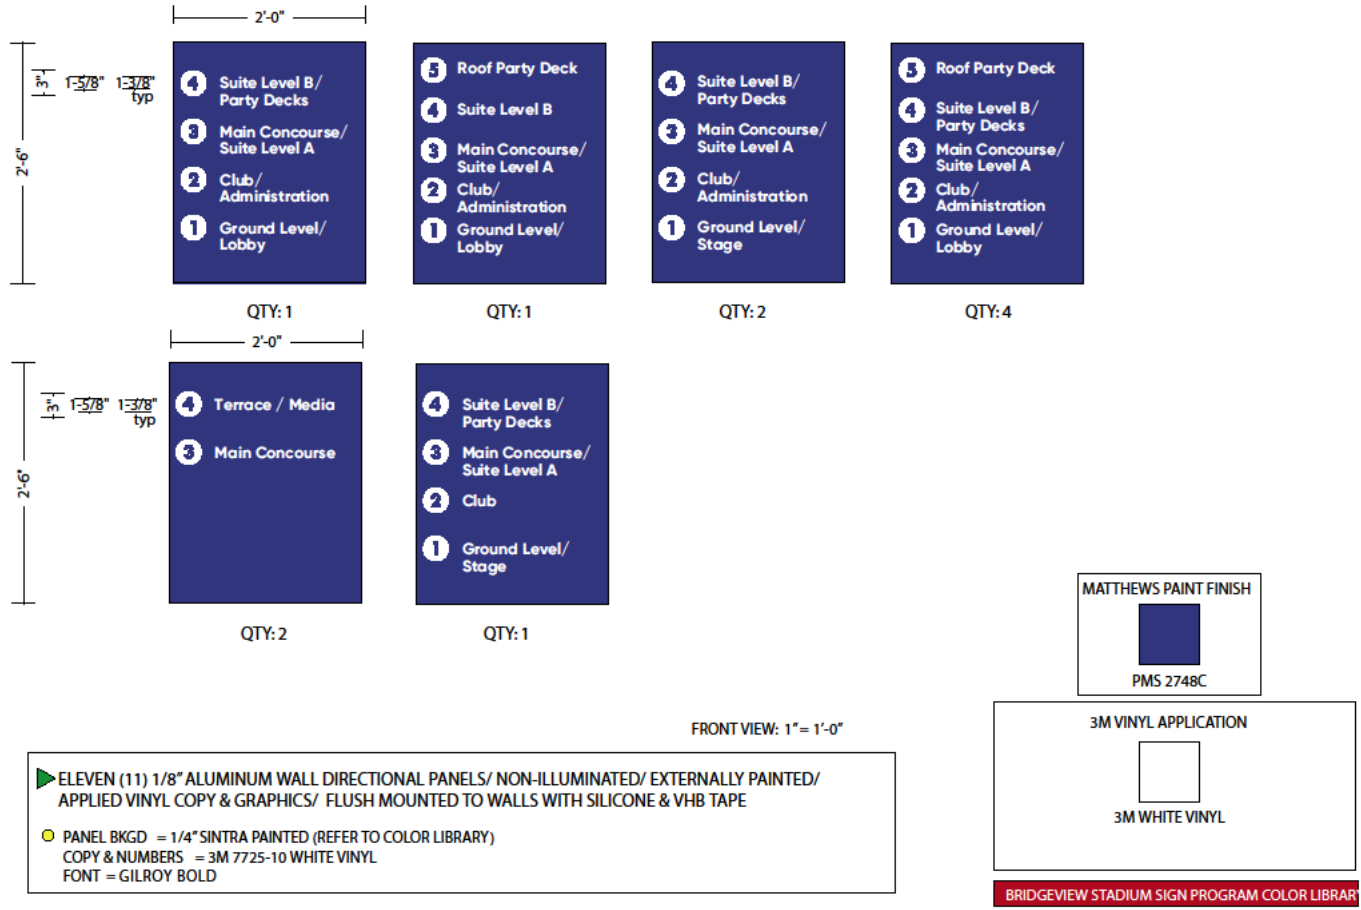 2'-0"
2'-6"
3"
1-5/8"
1-3/8"
typ
4 Suite Level B/
Party Decks
3 Main Concourse/
Suite Level A
2 Club/
Administration
1 Ground Level/
Lobby
QTY: 1
5 Roof Party Deck
4 Suite Level B
3 Main Concourse/
Suite Level A
2 Club/
Administration
1 Ground Level/
Lobby
QTY: 1
4 Suite Level B/
Party Decks
3 Main Concourse/
Suite Level A
2 Club/
Administration
1 Ground Level/
Stage
QTY: 2
5 Roof Party Deck
4 Suite Level B/
Party Decks
3 Main Concourse/
Suite Level A
2 Club/
Administration
1 Ground Level/
Lobby
QTY: 4
2'-0"
2'-6"
3"
1-5/8"
1-3/8"
typ
4 Terrace / Media
3 Main Concourse
QTY: 2
4 Suite Level B/
Party Decks
3 Main Concourse/
Suite Level A
2 Club
1 Ground Level/
Stage
QTY: 1
MATTHEWS PAINT FINISH
PMS 2748C
FRONT VIEW: 1" = 1'-0"
3M VINYL APPLICATION
3M WHITE VINYL
ELEVEN (11) 1/8" ALUMINUM WALL DIRECTIONAL PANELS/ NON-ILLUMINATED/ EXTERNALLY PAINTED/
APPLIED VINYL COPY & GRAPHICS/ FLUSH MOUNTED TO WALLS WITH SILICONE & VHB TAPE
PANEL BKGD = 1/4" SINTRA PAINTED (REFER TO COLOR LIBRARY)
COPY & NUMBERS = 3M 7725-10 WHITE VINYL
FONT = GILROY BOLD
BRIDGEVIEW STADIUM SIGN PROGRAM COLOR LIBRARY